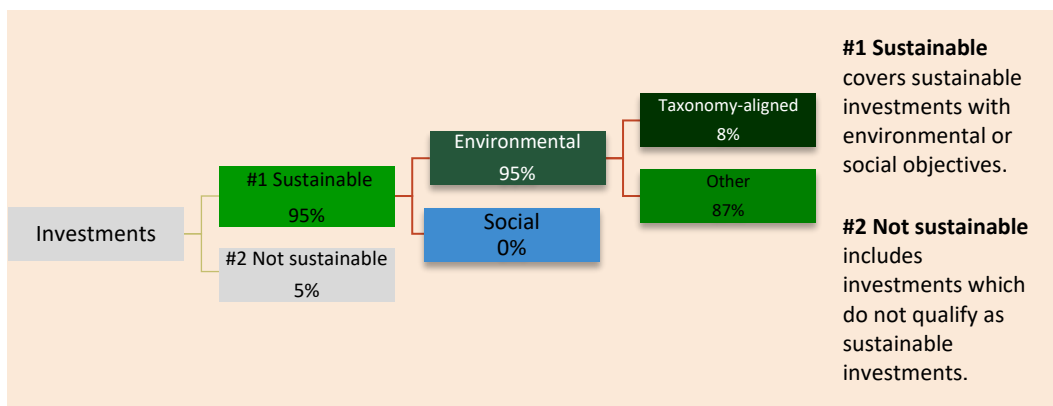 Investments
#1 Sustainable
95%
#2 Not sustainable
5%
Environmental
95%
Social
0%
Taxonomy-aligned
8%
Other
87%
#1 Sustainable
covers sustainable
investments with
environmental or
social objectives.
#2 Not sustainable
includes
investments which
do not qualify as
sustainable
investments.